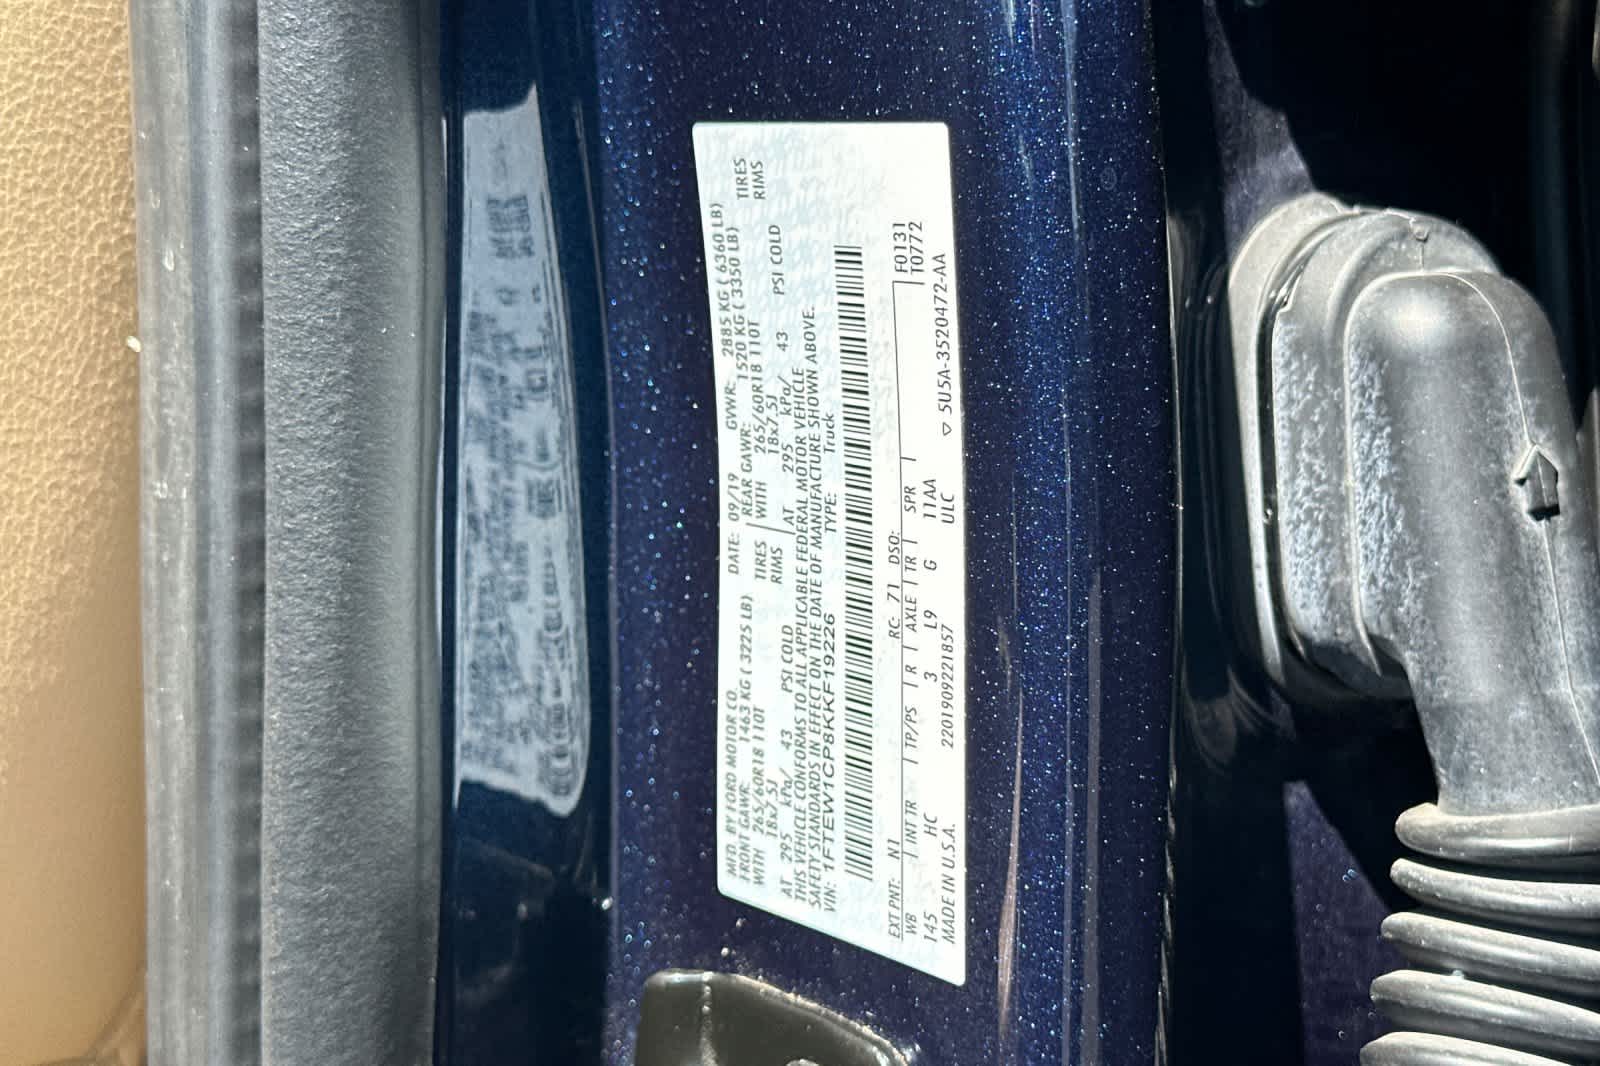 MFD. BY FORD MOTOR CO.
DATE: 09/19 GVWR: 2885 KG ( 6360 LB)
FRONT GAWR: 1463 KG ( 3225 LB) REAR GAWR: 1520 KG ( 3350 LB)
WITH 265/60R18 110T TIRES WITH 265/60R18 110T TIRES
18x7.5J RIMS 18x7.5J RIMS
AT 295 kPa/ 43 PSI COLD AT 295 kPa/ 43 PSI COLD
THIS VEHICLE CONFORMS TO ALL APPLICABLE FEDERAL MOTOR VEHICLE
SAFETY STANDARDS IN EFFECT ON THE DATE OF MANUFACTURE SHOWN ABOVE.
VIN: 1FTEW1CP8KKF19226 TYPE: Truck
EXT PNT: N1 RC: 71 DSO: F0131
WB INT TR TP/PS R AXLE TR SPR T0772
145 HC 3 L9 G 11AA
MADE IN U.S.A. 2201909221857 ULC ▽ 5U5A-3520472-AA